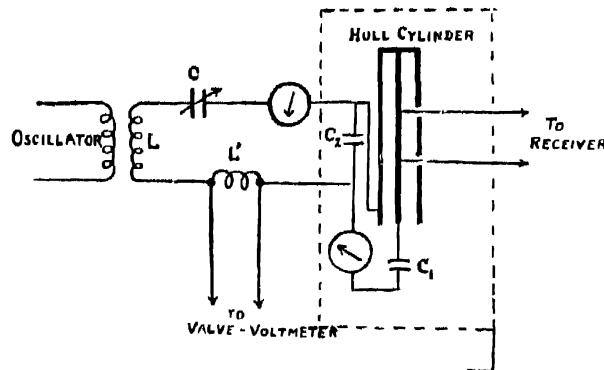 HULL CYLINDER
C
C₂
TO
RECEIVER
OSCILLATOR
L
L'
C₁
TO
VALVE-VOLTMETER